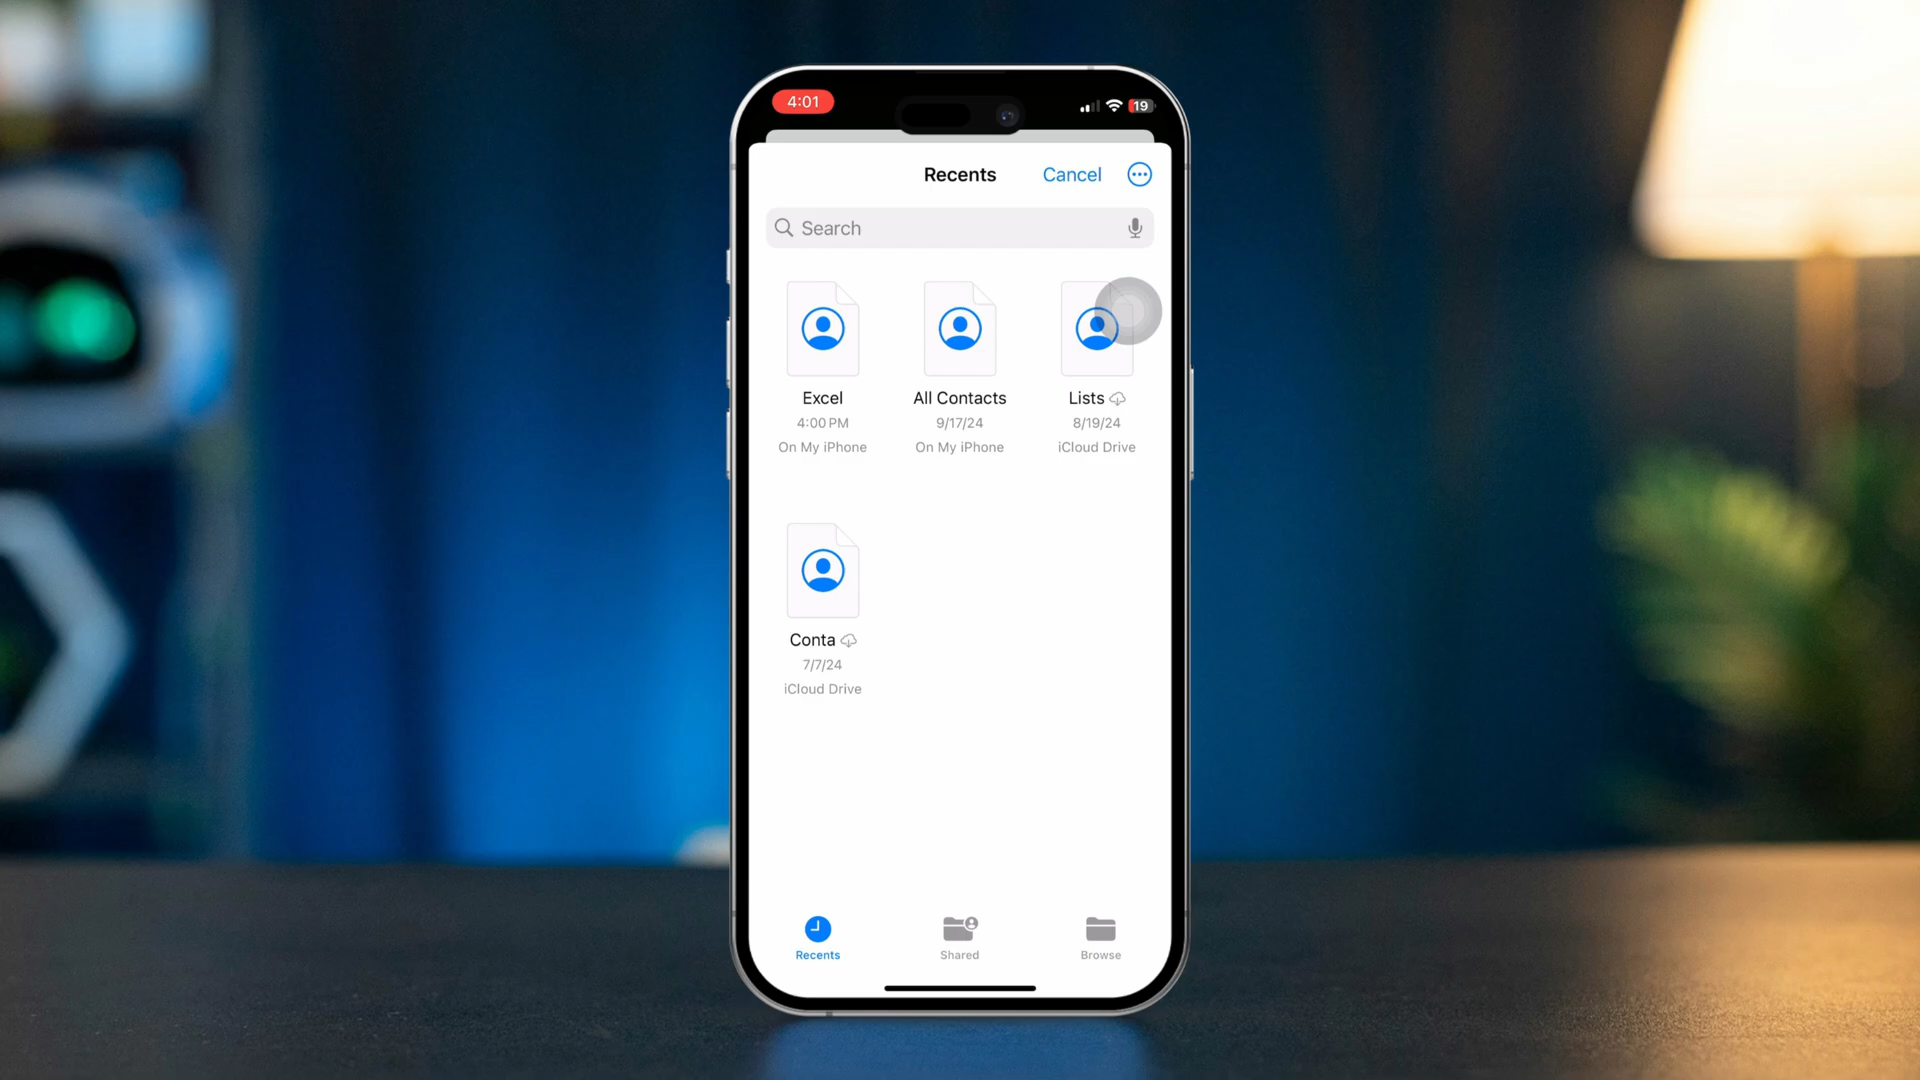 4:01
19
Recents Cancel
Search
Excel
4:00 PM
On My iPhone
All Contacts
9/17/24
On My iPhone
Lists
8/19/24
iCloud Drive
Conta
7/7/24
iCloud Drive
Recents
Shared
Browse